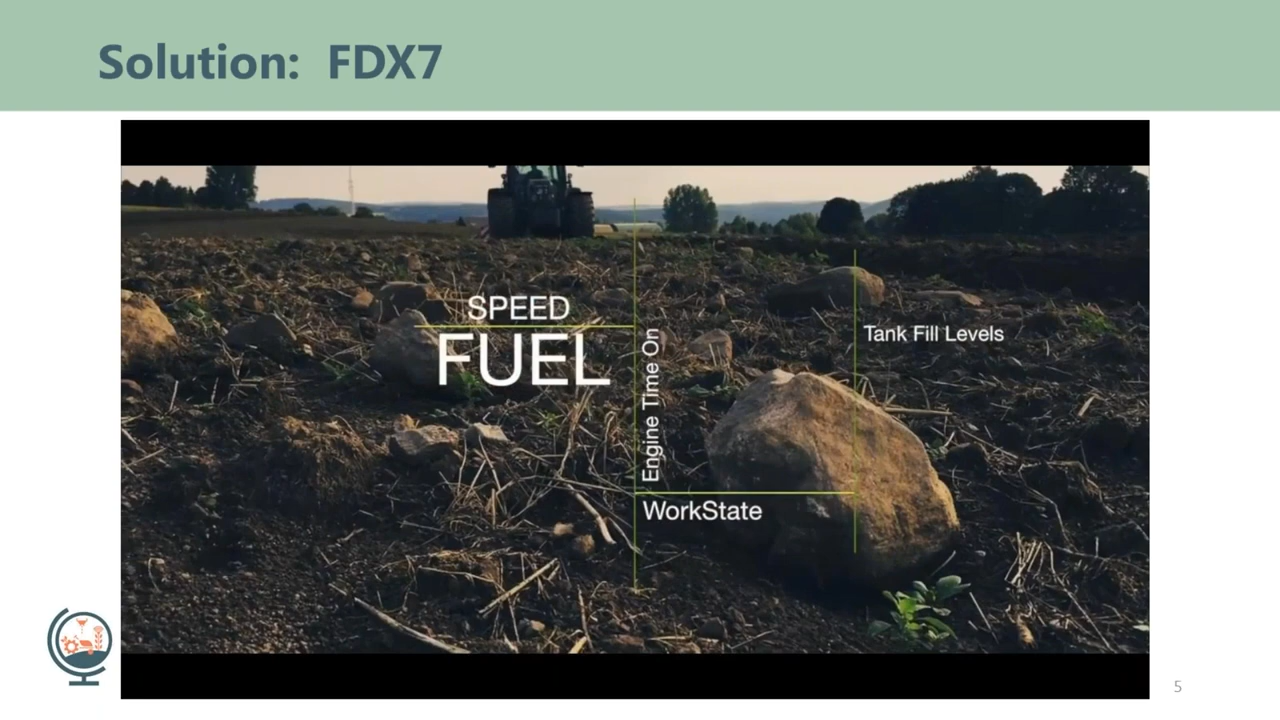 Solution: FDX7
SPEED
FUEL
Engine Time On
Tank Fill Levels
WorkState
5